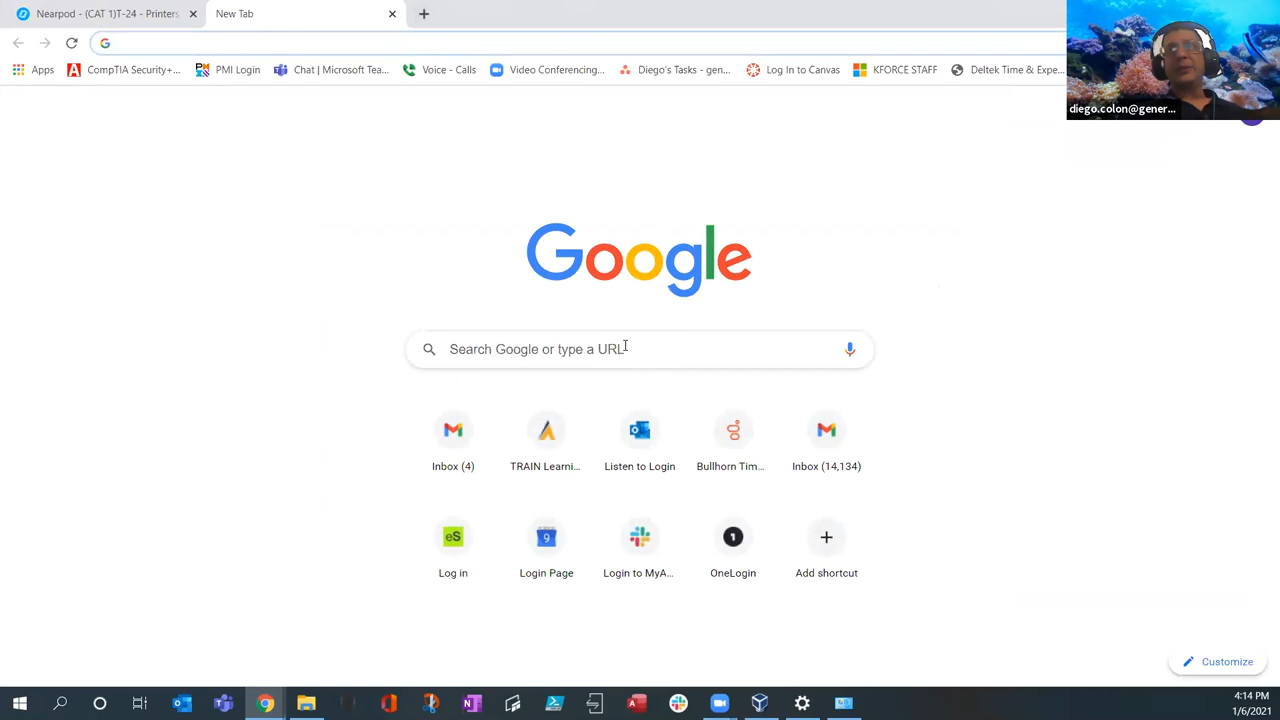 Nearpod - (CAT 1)T-24 - Printers
New Tab
Apps
CompTIA Security+...
PMI Login
Chat | Microsoft Tea...
Voice - Calls
Video Conferencing...
Diego's Tasks - gen...
Log In to Canvas
KFORCE STAFF
Deltek Time & Expe...
diego.colon@gener...
Google
Search Google or type a URL
Inbox (4)
TRAIN Learni...
Listen to Login
Bullhorn Tim...
Inbox (14,134)
eS
9
1
Log in
Login Page
Login to MyA...
OneLogin
Add shortcut
Customize
4:14 PM
1/6/2021